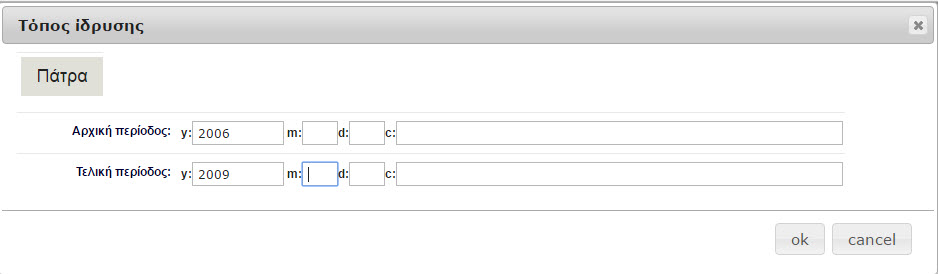 Τόπος ίδρυσης
Πάτρα
Αρχική περίοδος: y: 2006 m: d: c:
Τελική περίοδος: y: 2009 m: d: c:
ok cancel